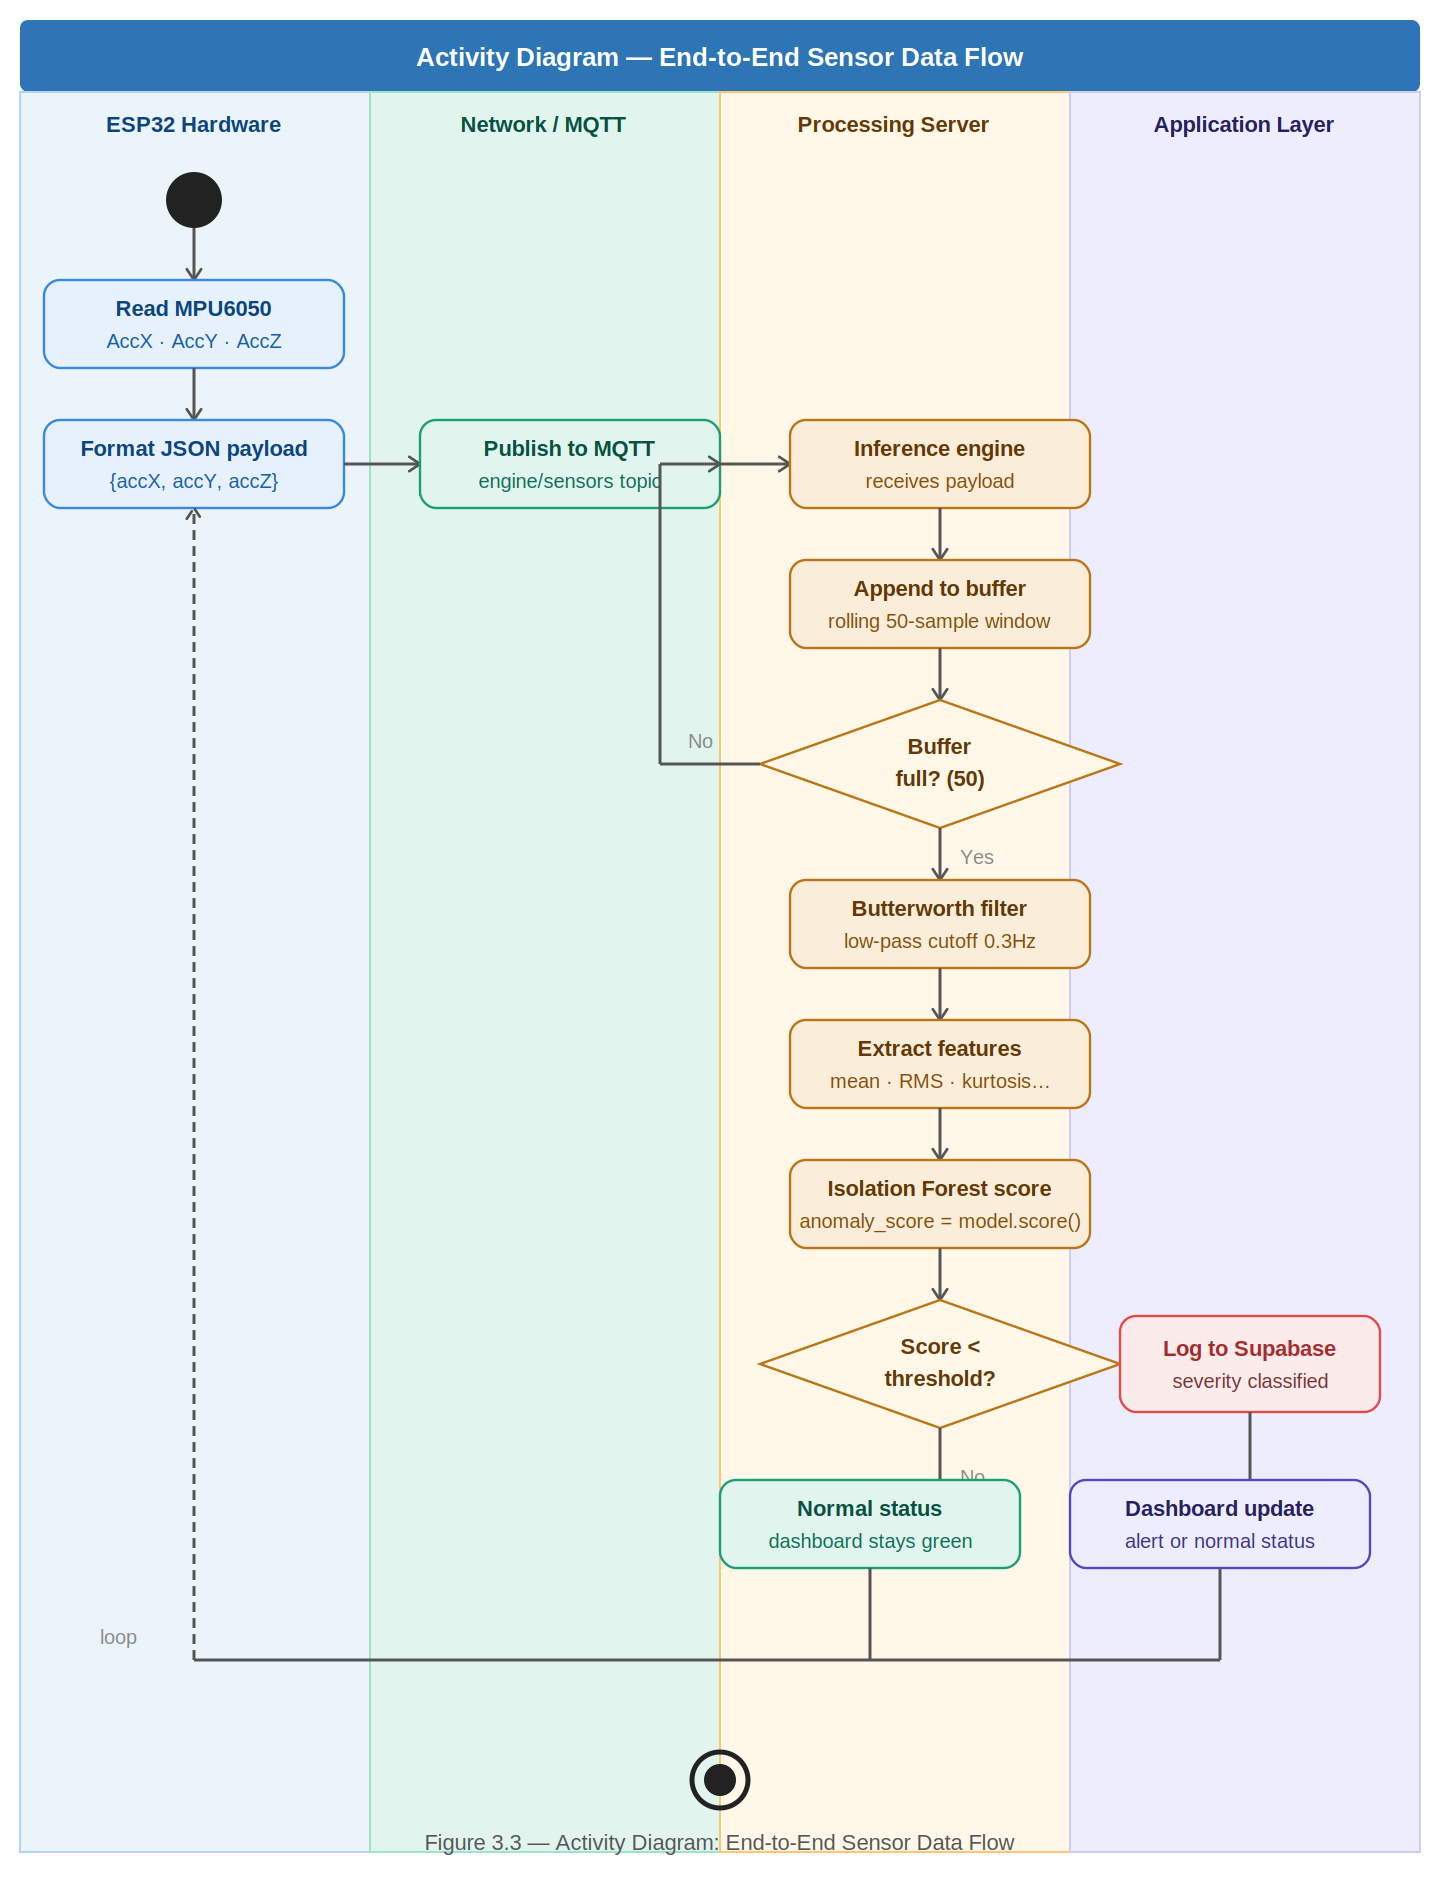 Activity Diagram — End-to-End Sensor Data Flow
ESP32 Hardware
Network / MQTT
Processing Server
Application Layer
Read MPU6050
AccX · AccY · AccZ
Format JSON payload
{accX, accY, accZ}
Publish to MQTT
engine/sensors topic
Inference engine
receives payload
Append to buffer
rolling 50-sample window
Buffer
full? (50)
No
Yes
Butterworth filter
low-pass cutoff 0.3Hz
Extract features
mean · RMS · kurtosis…
Isolation Forest score
anomaly_score = model.score()
Score <
threshold?
Log to Supabase
severity classified
No
Normal status
dashboard stays green
Dashboard update
alert or normal status
loop
Figure 3.3 — Activity Diagram: End-to-End Sensor Data Flow